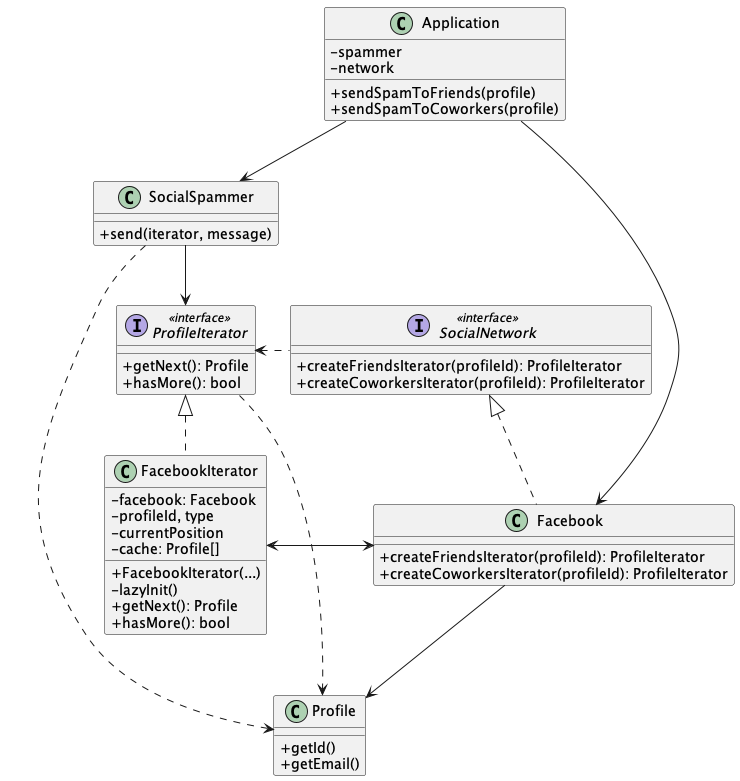 C Application
-spammer
-network
+sendSpamToFriends(profile)
+sendSpamToCoworkers(profile)
C SocialSpammer
+send(iterator, message)
I «interface»
ProfileIterator
+getNext(): Profile
+hasMore(): bool
I «interface»
SocialNetwork
+createFriendsIterator(profileId): ProfileIterator
+createCoworkersIterator(profileId): ProfileIterator
C FacebookIterator
-facebook: Facebook
-profileId, type
-currentPosition
-cache: Profile[]
+FacebookIterator(...)
-lazyInit()
+getNext(): Profile
+hasMore(): bool
C Facebook
+createFriendsIterator(profileId): ProfileIterator
+createCoworkersIterator(profileId): ProfileIterator
C Profile
+getId()
+getEmail()